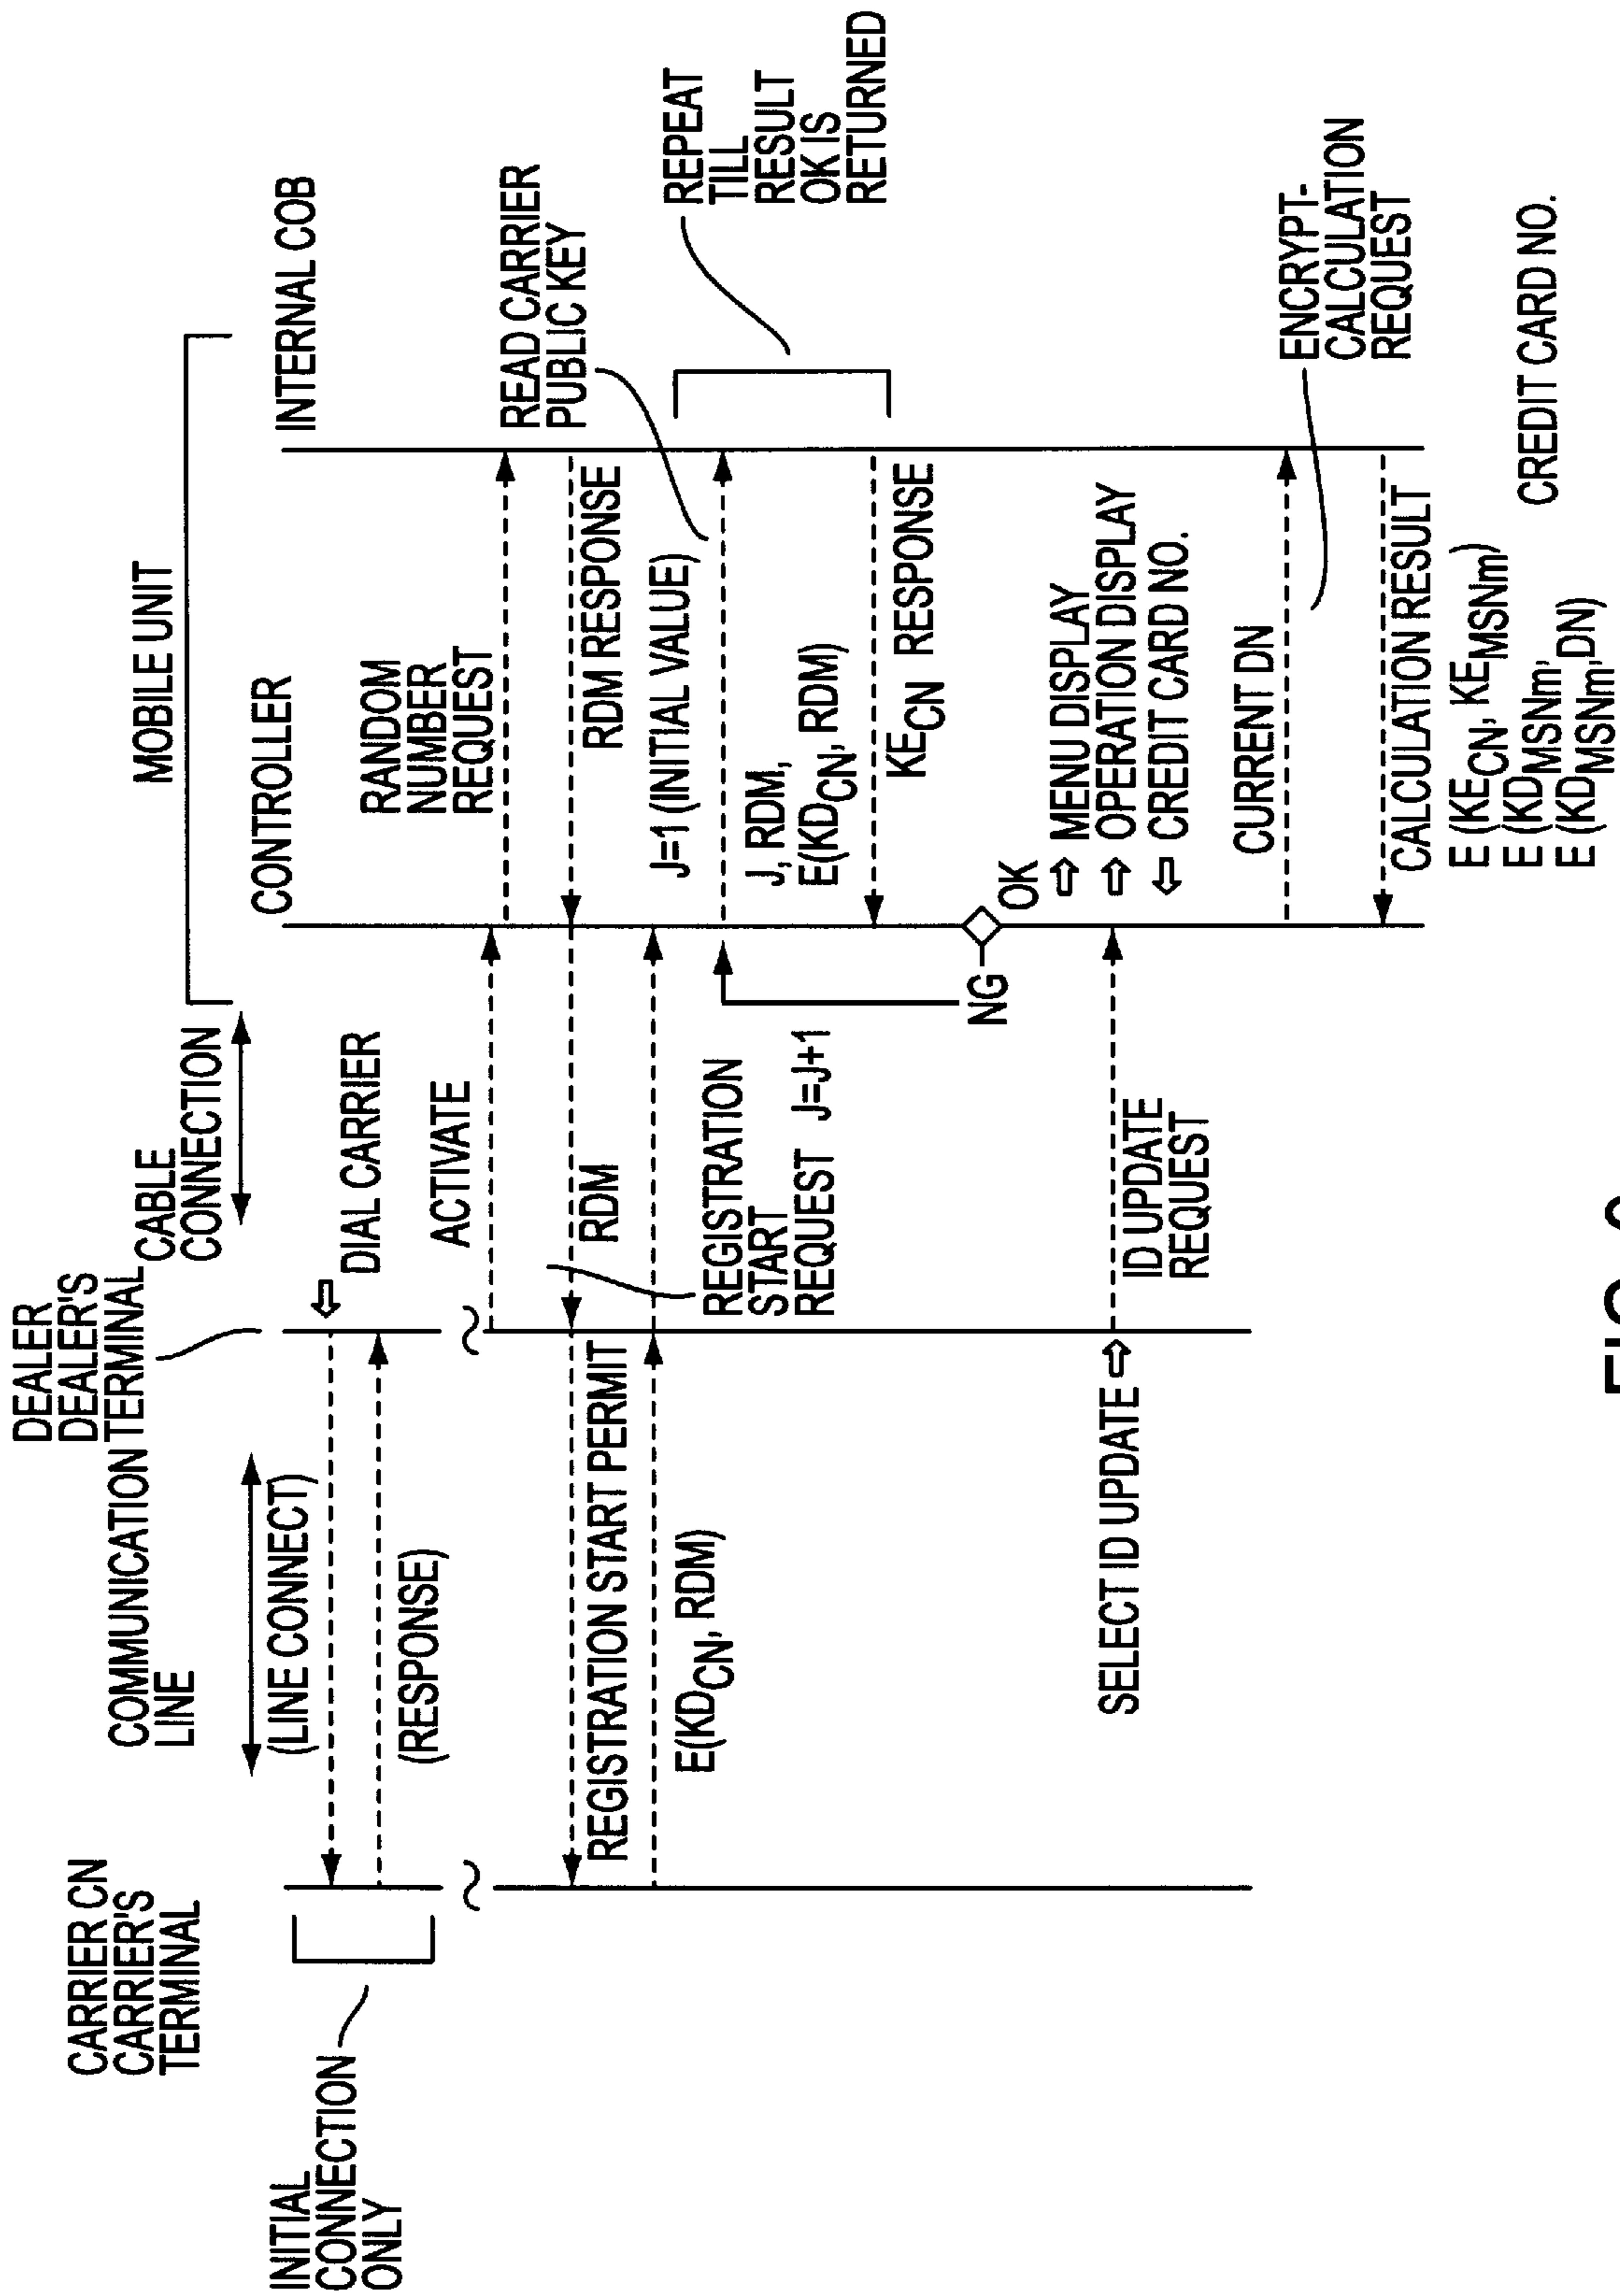 CARRIER CN
CARRIER'S
TERMINAL
COMMUNICATION
LINE
DEALER
DEALER'S
TERMINAL
CABLE
CONNECTION
MOBILE UNIT
CONTROLLER
INTERNAL COB
INITIAL
CONNECTION
ONLY
(LINE CONNECT)
DIAL CARRIER
(RESPONSE)
ACTIVATE
RANDOM
NUMBER
REQUEST
READ CARRIER
PUBLIC KEY
RDM RESPONSE
RDM
REGISTRATION START PERMIT
E(KDCN, RDM)
REGISTRATION
START
REQUEST J=J+1
J=1 (INITIAL VALUE)
J, RDM,
E(KDCN, RDM)
REPEAT
TILL
RESULT
OK IS
RETURNED
KECN RESPONSE
NG
OK
MENU DISPLAY
OPERATION DISPLAY
CREDIT CARD NO.
SELECT ID UPDATE
ID UPDATE
REQUEST
CURRENT DN
ENCRYPT-
CALCULATION
REQUEST
CALCULATION RESULT
E (KECN, KEMSNm)
E (KDMSNm,
CREDIT CARD NO.
E (KDMSNm, DN)